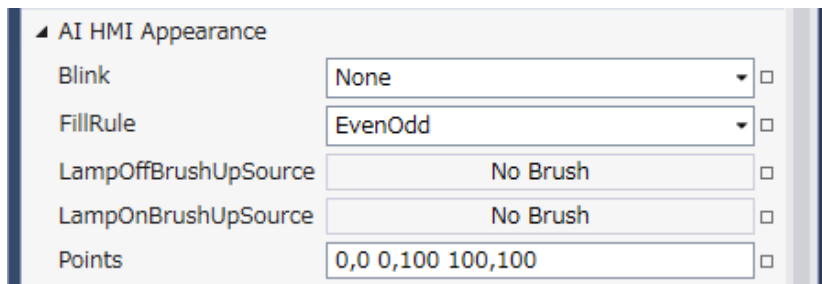 AI HMI Appearance
Blink None
FillRule EvenOdd
LampOffBrushUpSource No Brush
LampOnBrushUpSource No Brush
Points 0,0 0,100 100,100